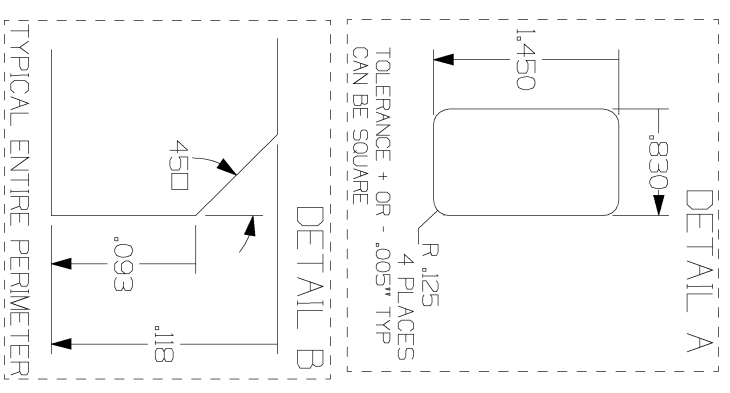 DETAIL A
.830
1.450
R .125
4 PLACES
TOLERANCE + OR - .005" TYP
CAN BE SQUARE
DETAIL B
45□
.093
.118
TYPICAL ENTIRE PERIMETER